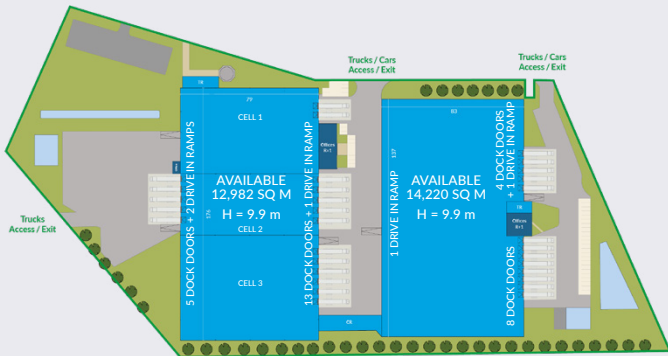 Trucks / Cars
Access / Exit
Trucks / Cars
Access / Exit
Trucks
Access / Exit
79
CELL 1
5 DOCK DOORS + 2 DRIVE IN RAMPS
AVAILABLE
12,982 SQ M
H = 9.9 m
CELL 2
CELL 3
13 DOCK DOORS + 1 DRIVE IN RAMP
Offices
83
137
1 DRIVE IN RAMP
AVAILABLE
14,220 SQ M
H = 9.9 m
4 DOCK DOORS
+ 1 DRIVE IN RAMP
Offices
8 DOCK DOORS